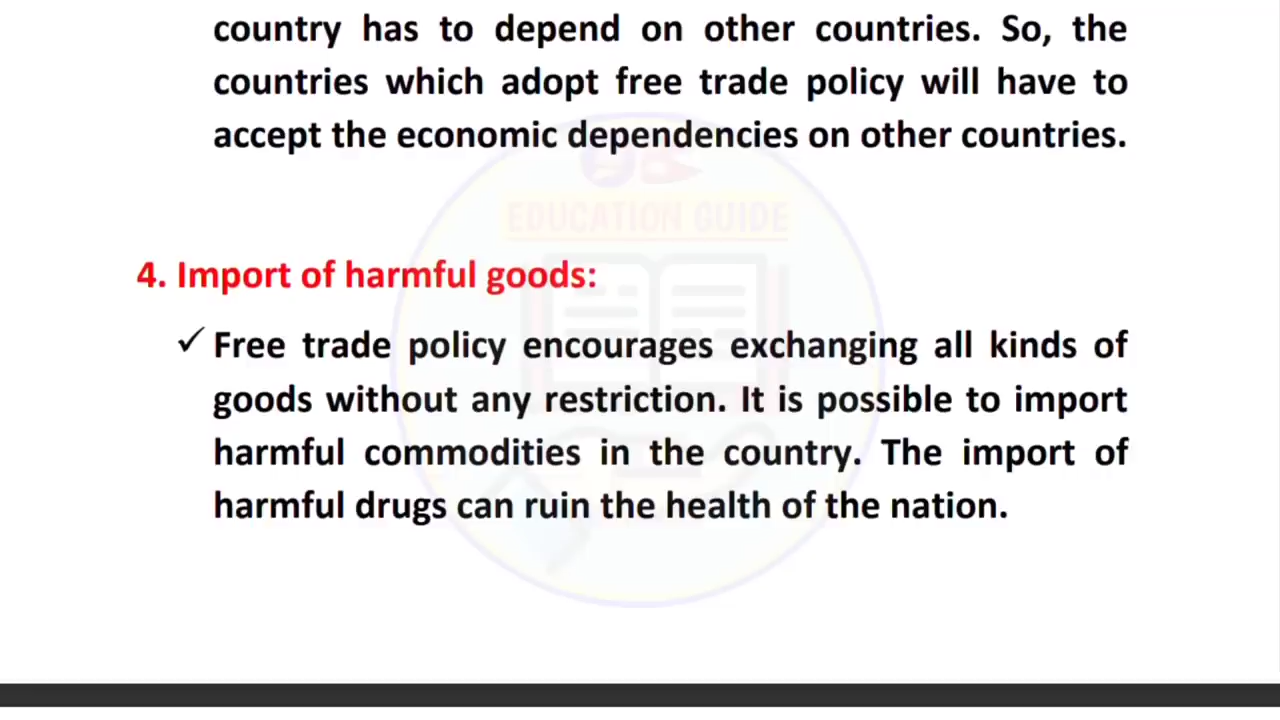 country has to depend on other countries. So, the
countries which adopt free trade policy will have to
accept the economic dependencies on other countries.
EDUCATION GUIDE
4. Import of harmful goods:
✓ Free trade policy encourages exchanging all kinds of
goods without any restriction. It is possible to import
harmful commodities in the country. The import of
harmful drugs can ruin the health of the nation.